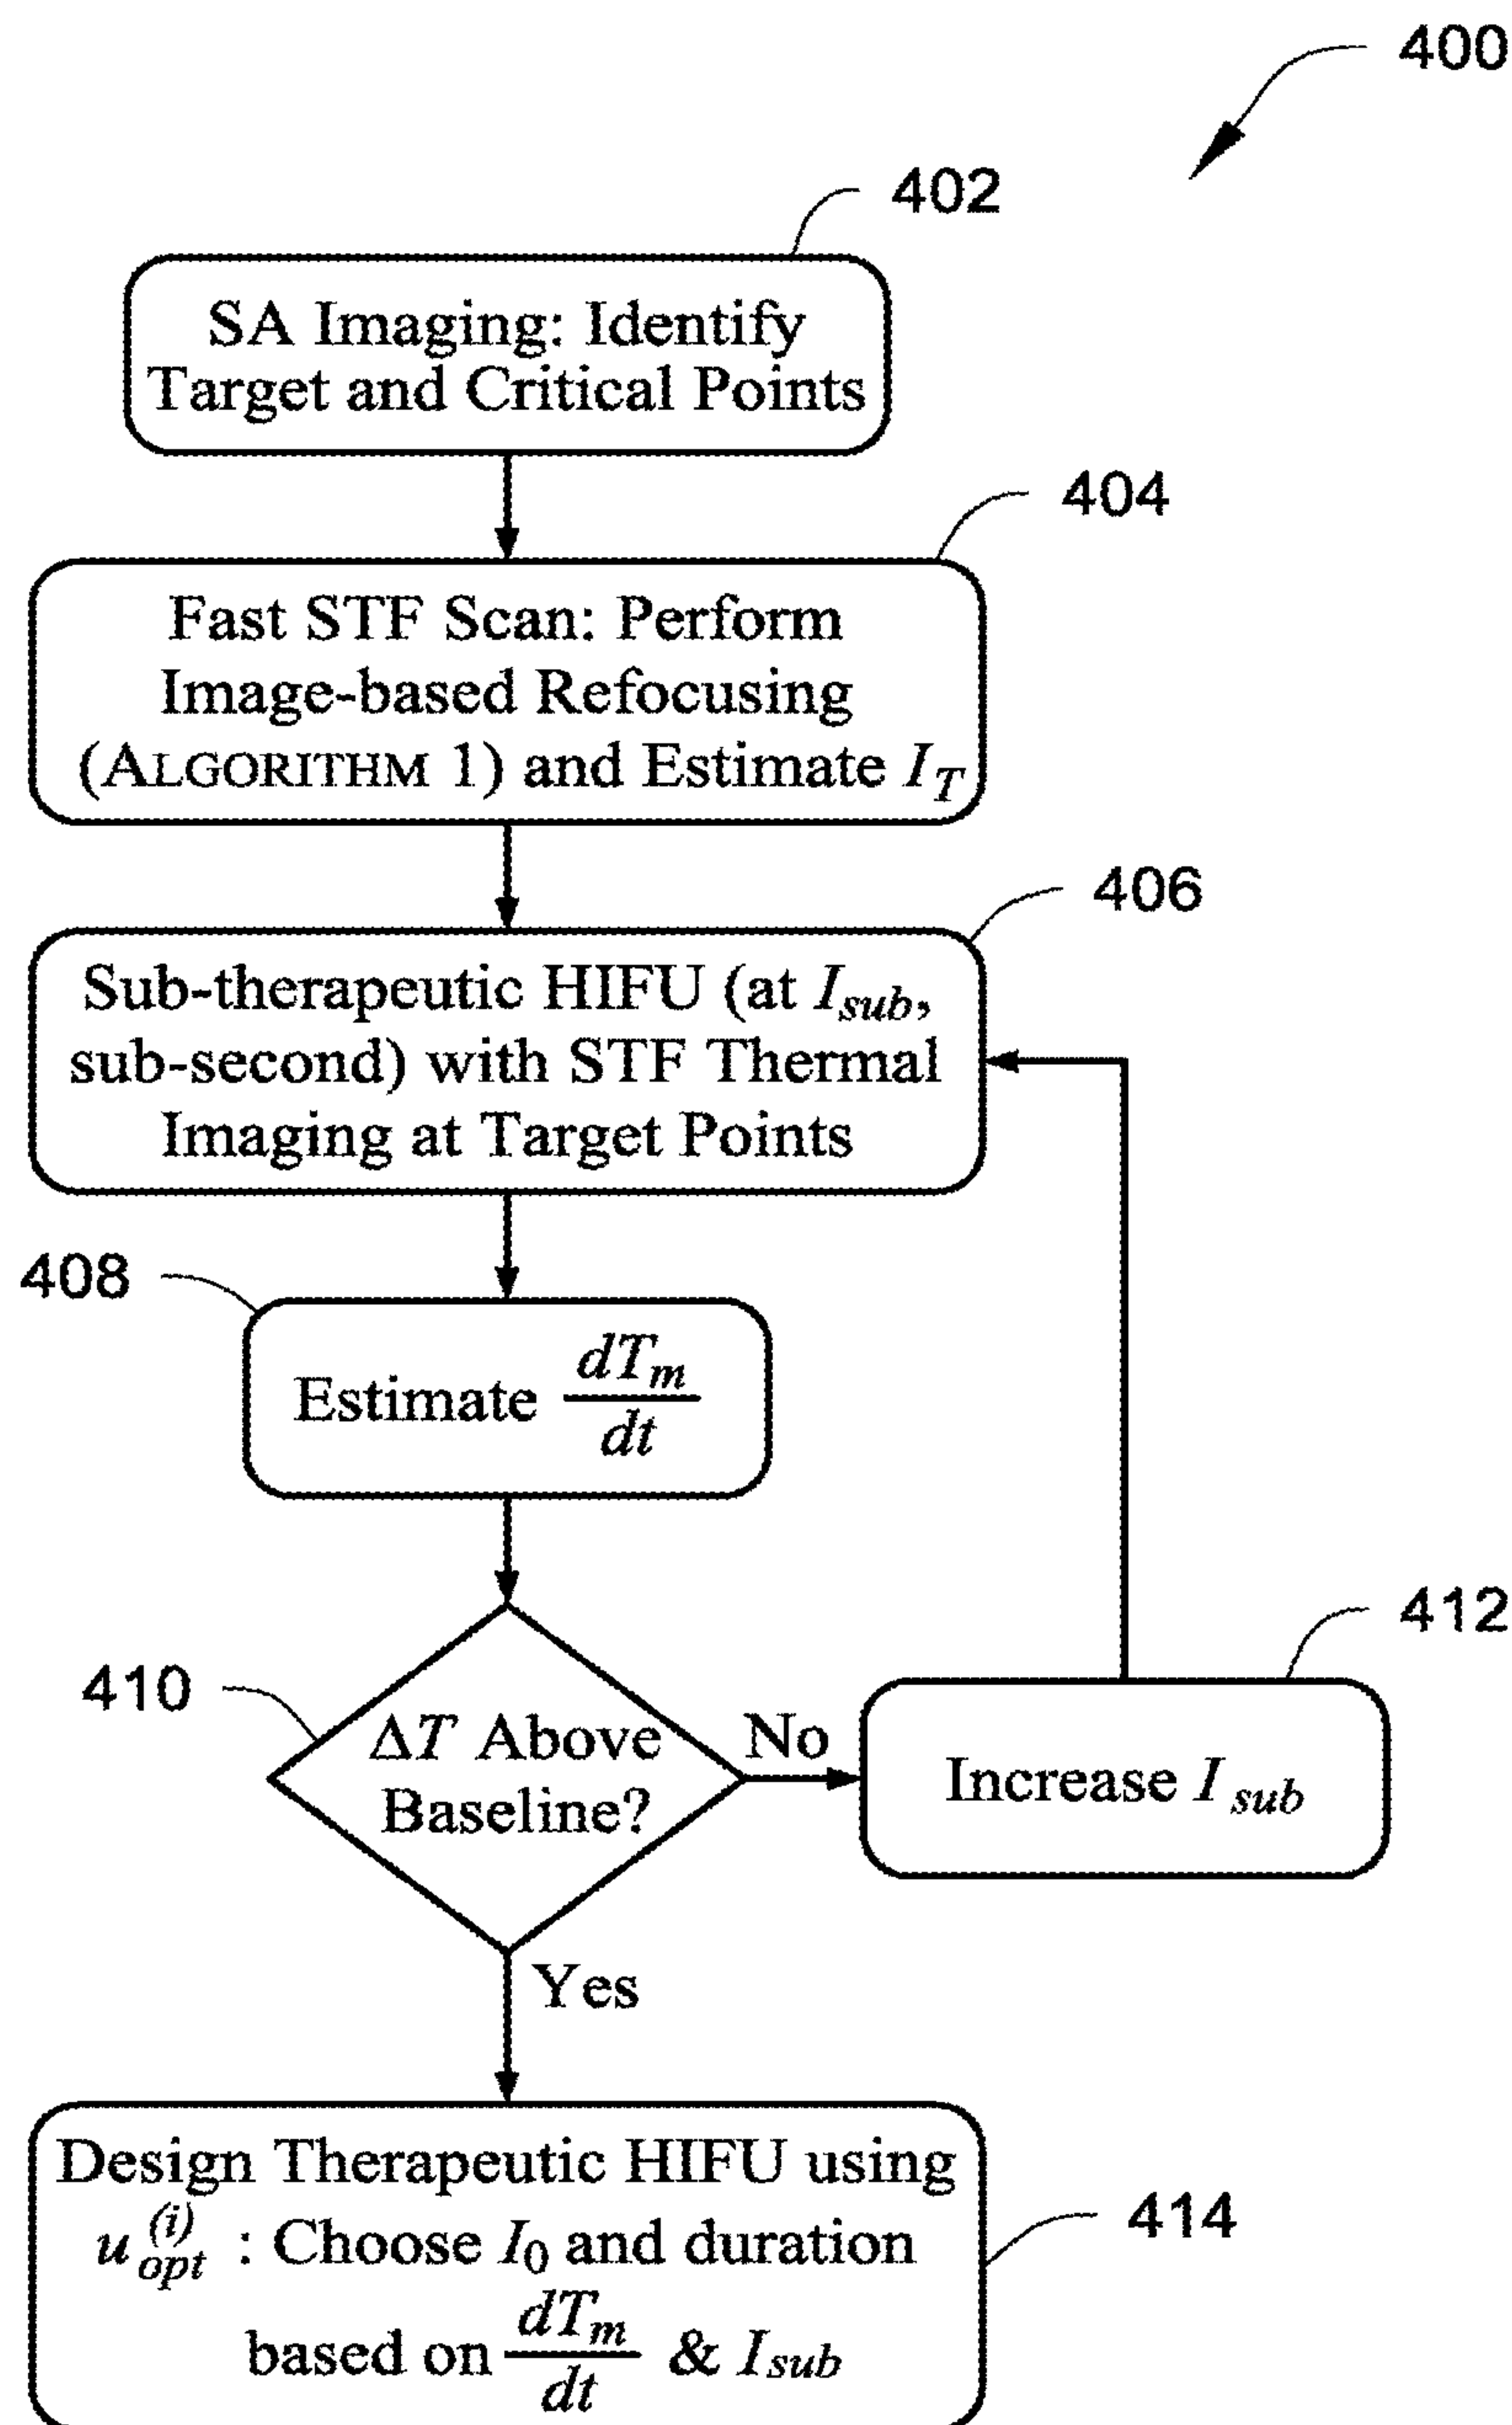 400
402
SA Imaging: Identify
Target and Critical Points
404
Fast STF Scan: Perform
Image-based Refocusing
(ALGORITHM 1) and Estimate I_T
406
Sub-therapeutic HIFU (at I_sub,
sub-second) with STF Thermal
Imaging at Target Points
408
Estimate dT_m/dt
410
ΔT Above
Baseline?
No
412
Increase I_sub
Yes
Design Therapeutic HIFU using
u_opt^(i) : Choose I_0 and duration
based on dT_m/dt & I_sub
414